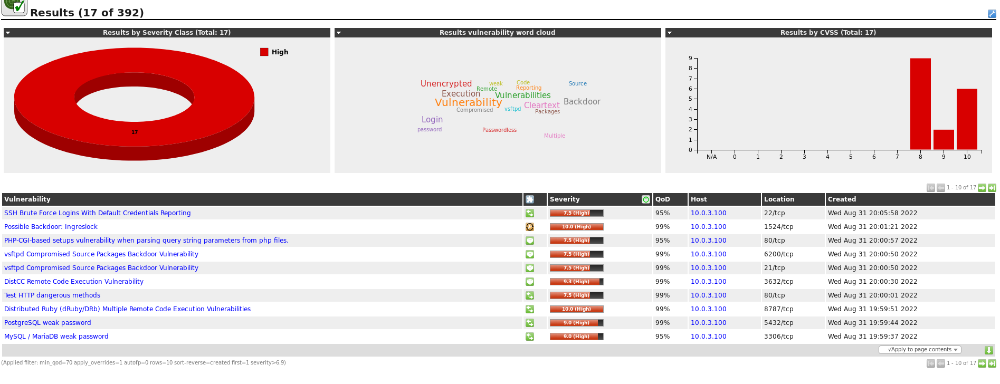 Results (17 of 392)
Results by Severity Class (Total: 17)
High
17
Results vulnerability word cloud
Unencrypted weak Code Source
Remote Reporting
Execution Vulnerabilities
Vulnerability Cleartext Backdoor
Compromised vsftpd Packages
Login
password Passwordless
Multiple
Results by CVSS (Total: 17)
9
8
7
6
5
4
3
2
1
0
N/A 0 1 2 3 4 5 6 7 8 9 10
1 - 10 of 17
Vulnerability Severity QoD Host Location Created
SSH Brute Force Logins With Default Credentials Reporting 7.5 (High) 95% 10.0.3.100 22/tcp Wed Aug 31 20:05:58 2022
Possible Backdoor: Ingreslock 10.0 (High) 99% 10.0.3.100 1524/tcp Wed Aug 31 20:01:21 2022
PHP-CGI-based setups vulnerability when parsing query string parameters from php files. 7.5 (High) 95% 10.0.3.100 80/tcp Wed Aug 31 20:00:57 2022
vsftpd Compromised Source Packages Backdoor Vulnerability 7.5 (High) 99% 10.0.3.100 6200/tcp Wed Aug 31 20:00:50 2022
vsftpd Compromised Source Packages Backdoor Vulnerability 7.5 (High) 99% 10.0.3.100 21/tcp Wed Aug 31 20:00:50 2022
DistCC Remote Code Execution Vulnerability 9.3 (High) 99% 10.0.3.100 3632/tcp Wed Aug 31 20:00:30 2022
Test HTTP dangerous methods 7.5 (High) 99% 10.0.3.100 80/tcp Wed Aug 31 20:00:01 2022
Distributed Ruby (dRuby/DRb) Multiple Remote Code Execution Vulnerabilities 10.0 (High) 99% 10.0.3.100 8787/tcp Wed Aug 31 19:59:51 2022
PostgreSQL weak password 9.0 (High) 99% 10.0.3.100 5432/tcp Wed Aug 31 19:59:44 2022
MySQL / MariaDB weak password 9.0 (High) 95% 10.0.3.100 3306/tcp Wed Aug 31 19:59:37 2022
√Apply to page contents
(Applied filter: min_qod=70 apply_overrides=1 autofp=0 rows=10 sort-reverse=created first=1 severity>6.9)
1 - 10 of 17